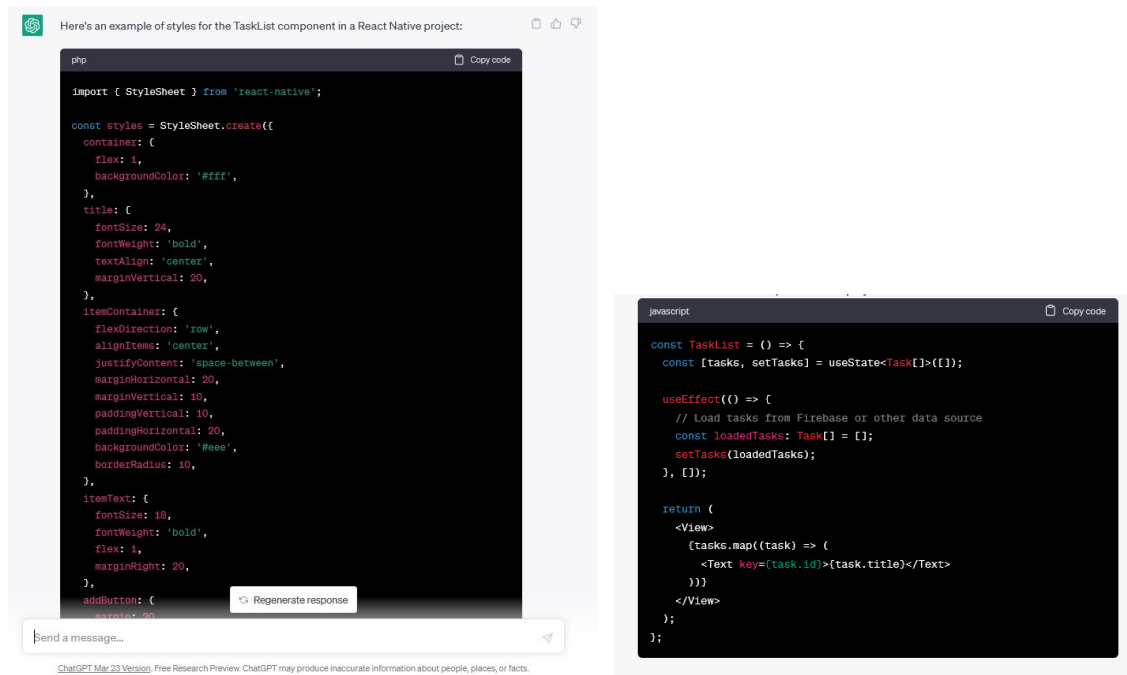 Here's an example of styles for the TaskList component in a React Native project:
php
Copy code
import { StyleSheet } from 'react-native';
const styles = StyleSheet.create({
container: {
flex: 1,
backgroundColor: '#fff',
},
title: {
fontSize: 24,
fontWeight: 'bold',
textAlign: 'center',
marginVertical: 20,
},
itemContainer: {
flexDirection: 'row',
alignItems: 'center',
justifyContent: 'space-between',
marginHorizontal: 20,
marginVertical: 10,
paddingVertical: 10,
paddingHorizontal: 20,
backgroundColor: '#eee',
borderRadius: 10,
},
itemText: {
fontSize: 18,
fontWeight: 'bold',
flex: 1,
marginRight: 20,
},
addButton: {
margin: 20
Regenerate response
Send a message...
ChatGPT Mar 23 Version. Free Research Preview. ChatGPT may produce inaccurate information about people, places, or facts.
javascript
Copy code
const TaskList = () => {
const [tasks, setTasks] = useState<Task[]>([]);
useEffect(() => {
// Load tasks from Firebase or other data source
const loadedTasks: Task[] = [];
setTasks(loadedTasks);
}, []);
return (
<View>
{tasks.map((task) => (
<Text key={task.id}>{task.title}</Text>
))}
</View>
);
};